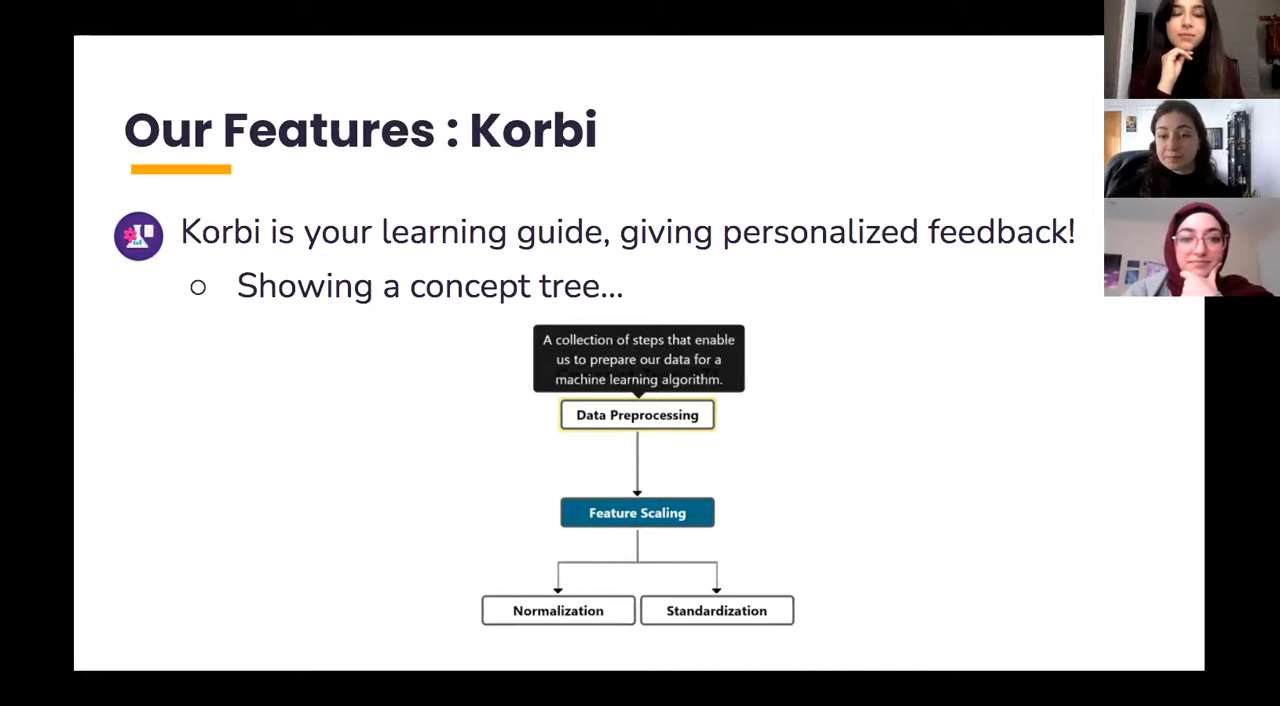 Our Features : Korbi
Korbi is your learning guide, giving personalized feedback!
○ Showing a concept tree...
A collection of steps that enable
us to prepare our data for a
machine learning algorithm.
Data Preprocessing
Feature Scaling
Normalization
Standardization